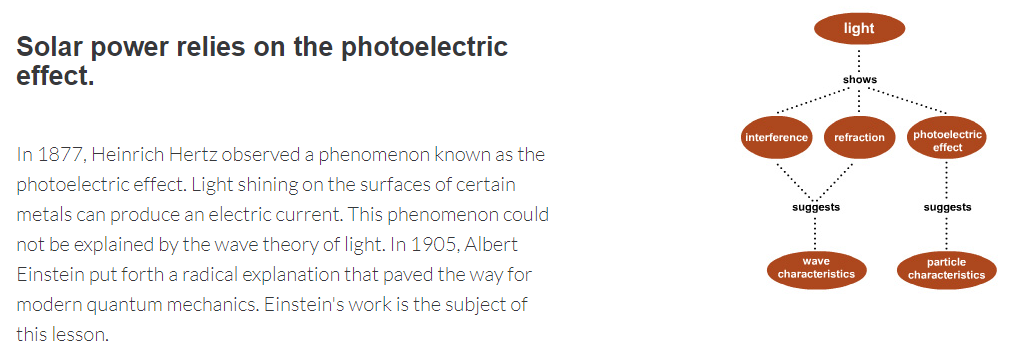 Solar power relies on the photoelectric
effect.
In 1877, Heinrich Hertz observed a phenomenon known as the
photoelectric effect. Light shining on the surfaces of certain
metals can produce an electric current. This phenomenon could
not be explained by the wave theory of light. In 1905, Albert
Einstein put forth a radical explanation that paved the way for
modern quantum mechanics. Einstein's work is the subject of
this lesson.
light
shows
interference
refraction
photoelectric
effect
suggests
suggests
wave
characteristics
particle
characteristics